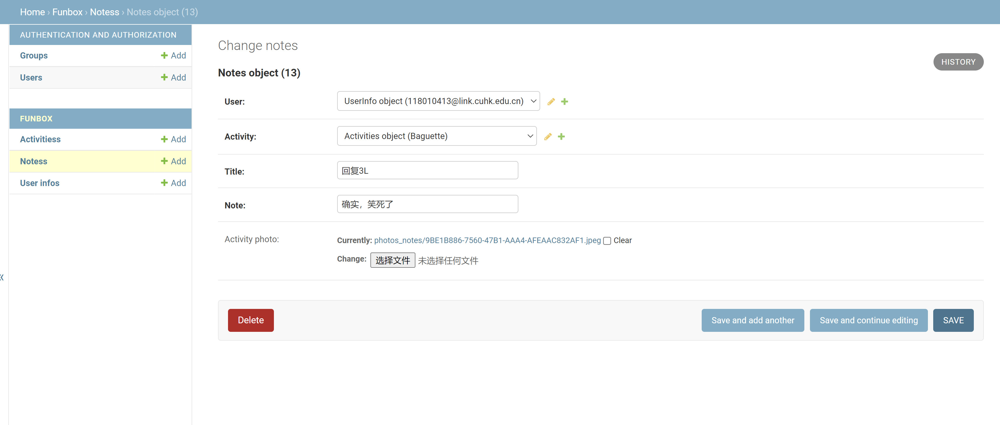 Home › Funbox › Notess › Notes object (13)
AUTHENTICATION AND AUTHORIZATION
Groups + Add
Users + Add
FUNBOX
Activitiess + Add
Notess + Add
User infos + Add
«
Change notes
HISTORY
Notes object (13)
User: UserInfo object (118010413@link.cuhk.edu.cn)
Activity: Activities object (Baguette)
Title: 回复3L
Note: 确实，笑死了
Activity photo: Currently: photos_notes/9BE1B886-7560-47B1-AAA4-AFEAAC832AF1.jpeg Clear
Change: 选择文件 未选择任何文件
Delete Save and add another Save and continue editing SAVE